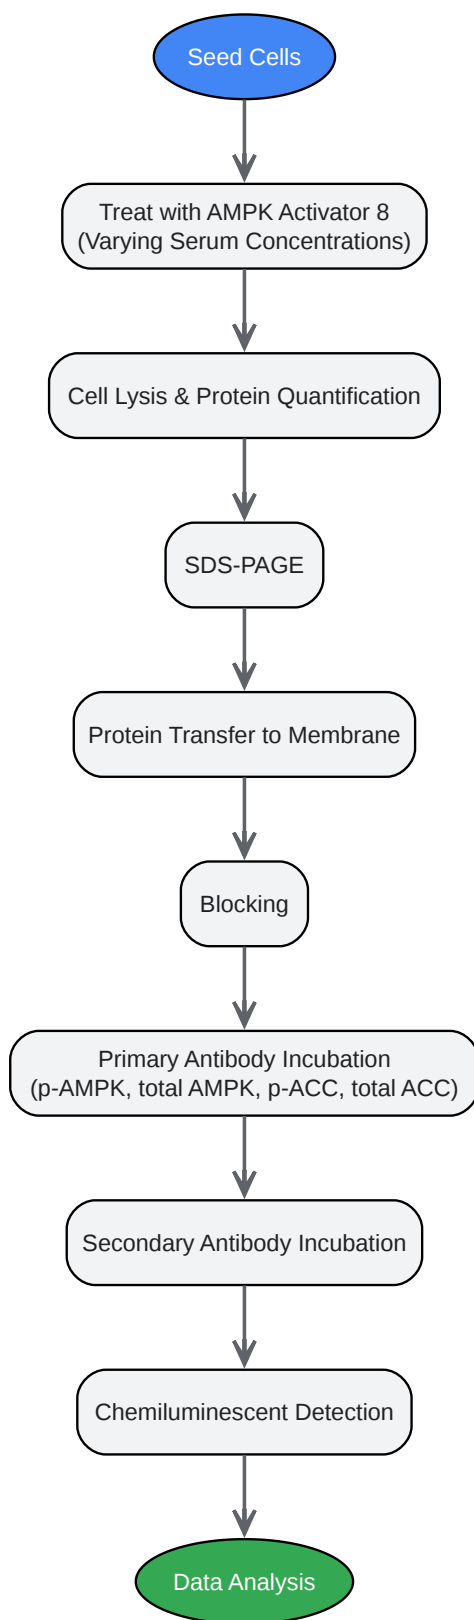 Seed Cells
Treat with AMPK Activator 8
(Varying Serum Concentrations)
Cell Lysis & Protein Quantification
SDS-PAGE
Protein Transfer to Membrane
Blocking
Primary Antibody Incubation
(p-AMPK, total AMPK, p-ACC, total ACC)
Secondary Antibody Incubation
Chemiluminescent Detection
Data Analysis